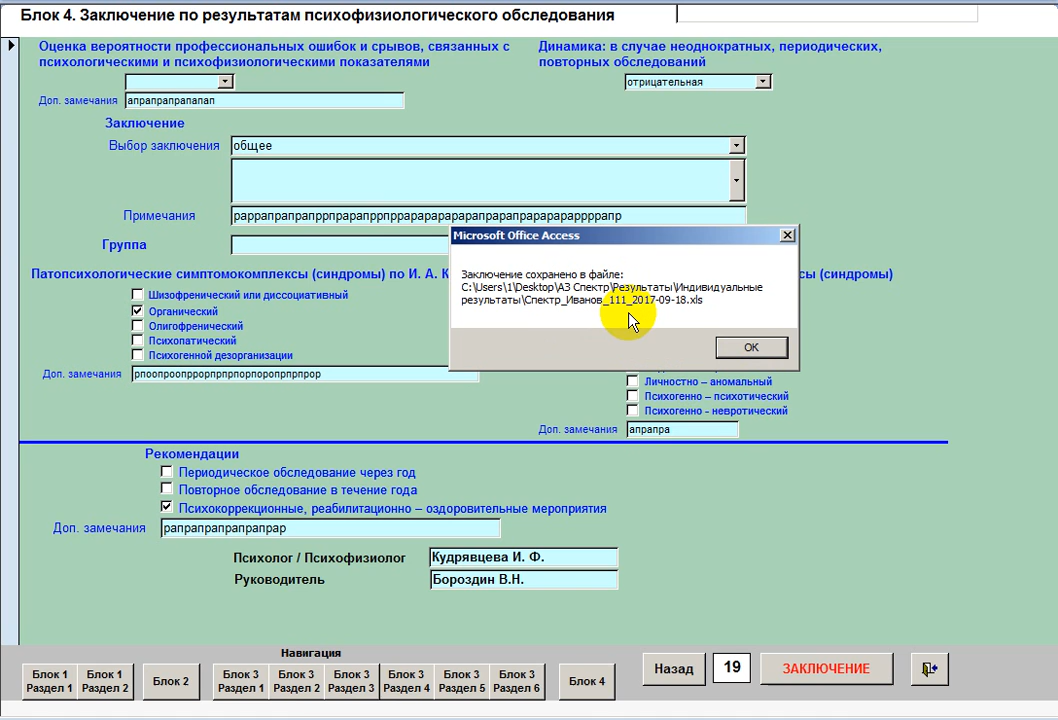 Блок 4. Заключение по результатам психофизиологического обследования
Оценка вероятности профессиональных ошибок и срывов, связанных с
психологическими и психофизиологическими показателями
Динамика: в случае неоднократных, периодических,
повторных обследований
отрицательная
Доп. замечания апрапрапрапапап
Заключение
Выбор заключения общее
Примечания
Группа
Microsoft Office Access
Заключение сохранено в файле:
C:\Users\1\Desktop\АЗ Спектр\Результаты\Индивидуальные
результаты\Спектр_Иванов_111_2017-09-18.xls
OK
Патопсихологические симптомокомплексы (синдромы) по И. А. К
сы (синдромы)
Шизофренический или диссоциативный
Органический
Олигофренический
Психопатический
Психогенной дезорганизации
Доп. замечания
Личностно – аномальный
Психогенно – психотический
Психогенно - невротический
Доп. замечания апрапра
Рекомендации
Периодическое обследование через год
Повторное обследование в течение года
Психокоррекционные, реабилитационно – оздоровительные мероприятия
Доп. замечания рапрапрапрапрапрар
Психолог / Психофизиолог Кудрявцева И. Ф.
Руководитель Бороздин В.Н.
Навигация
Блок 1 Раздел 1
Блок 1 Раздел 2
Блок 2
Блок 3 Раздел 1
Блок 3 Раздел 2
Блок 3 Раздел 3
Блок 3 Раздел 4
Блок 3 Раздел 5
Блок 3 Раздел 6
Блок 4
Назад
19
ЗАКЛЮЧЕНИЕ